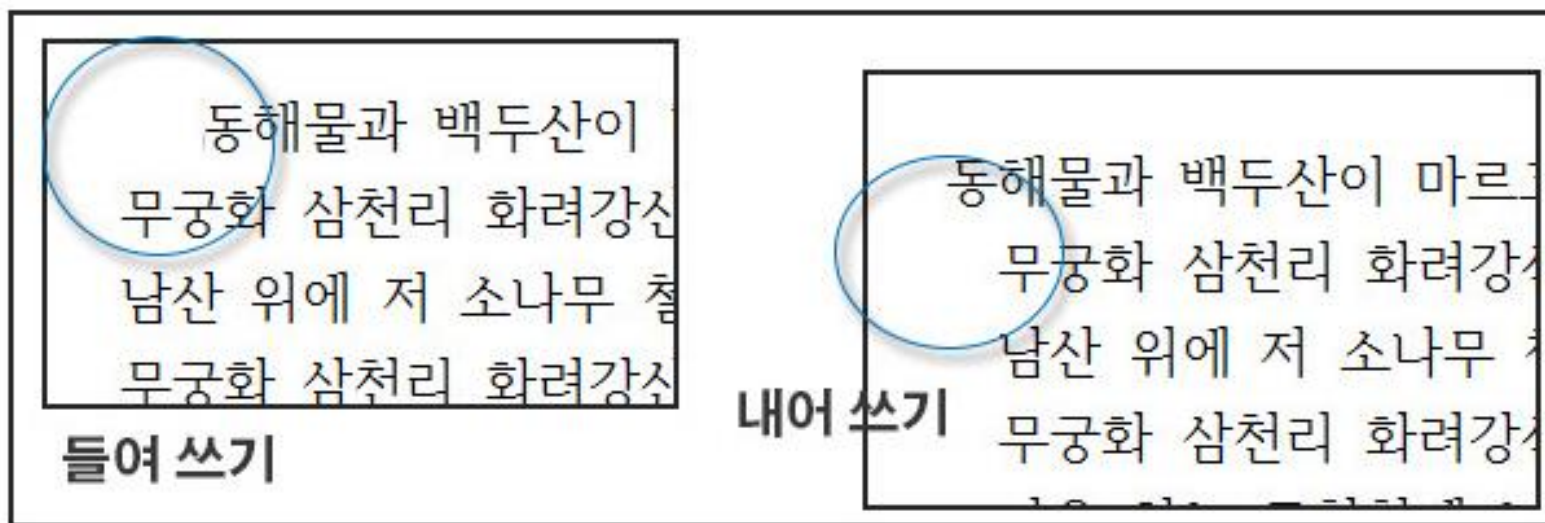 동해물과 백두산이
무궁화 삼천리 화려강산
남산 위에 저 소나무
무궁화 삼천리 화려강산
들여 쓰기
동해물과 백두산이 마르고
무궁화 삼천리 화려강
남산 위에 저 소나무
무궁화 삼천리 화려강
내어 쓰기